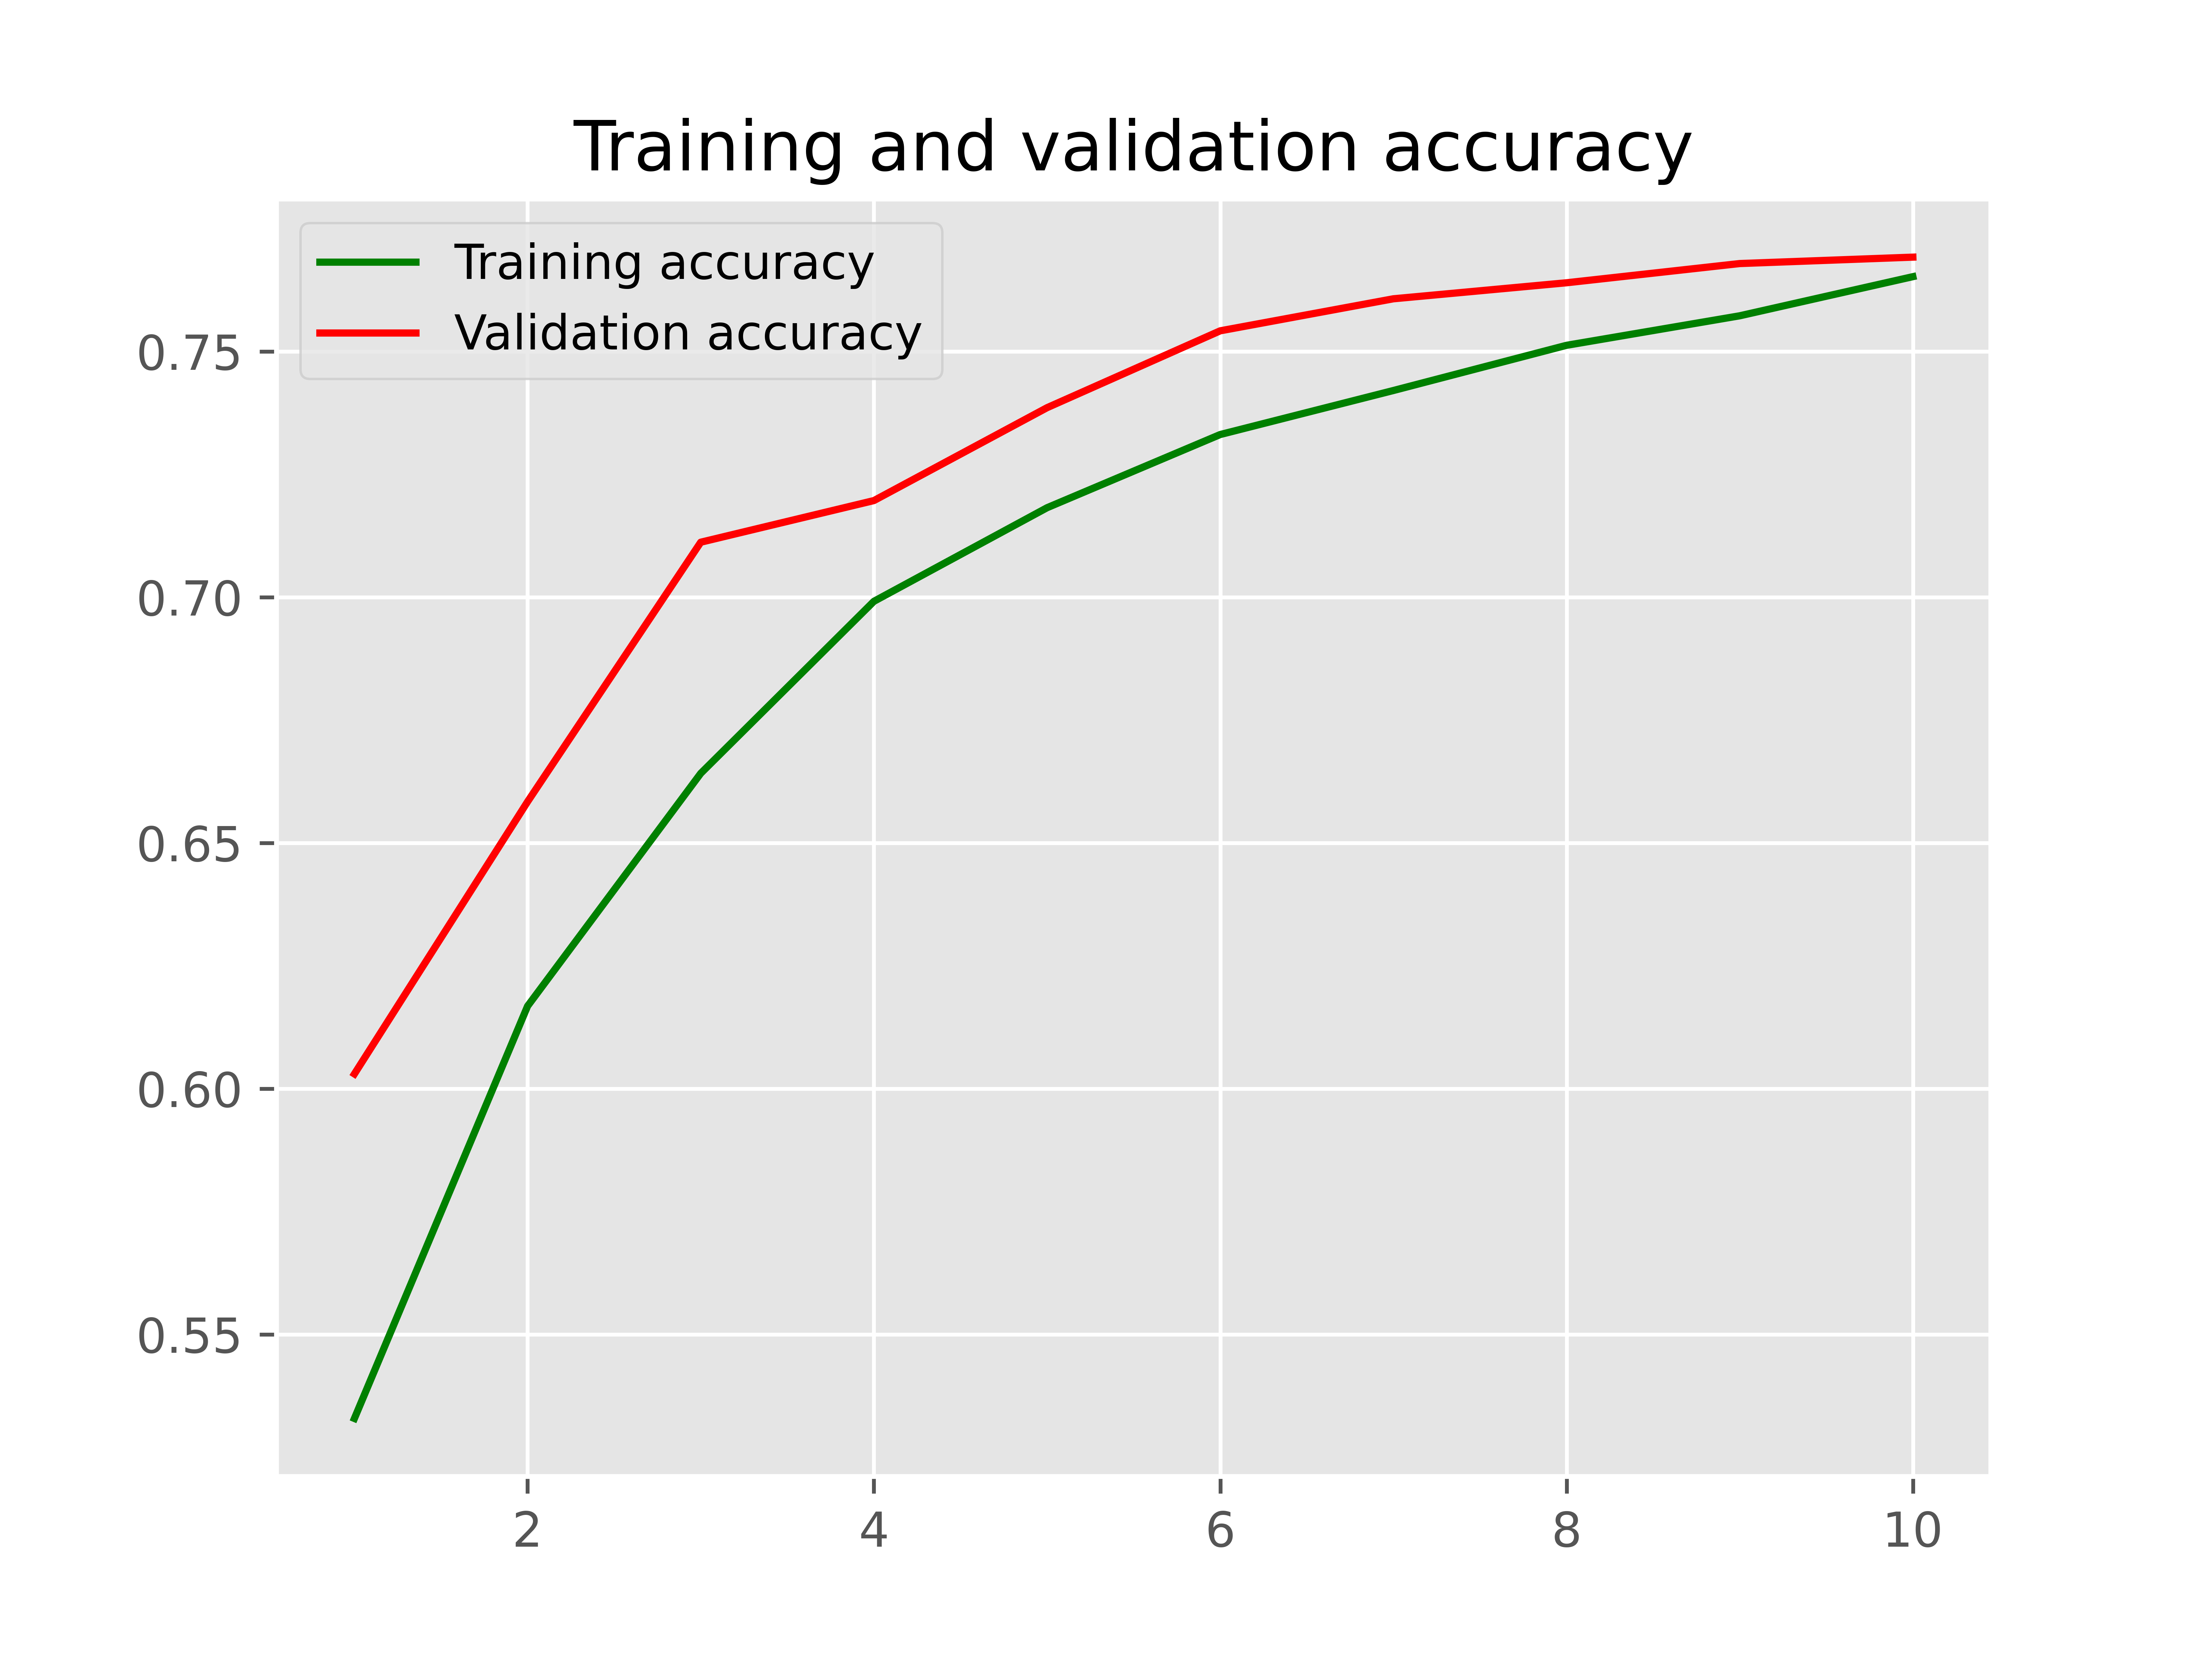 Training and validation accuracy
Training accuracy
Validation accuracy
0.75
0.70
0.65
0.60
0.55
2 4 6 8 10